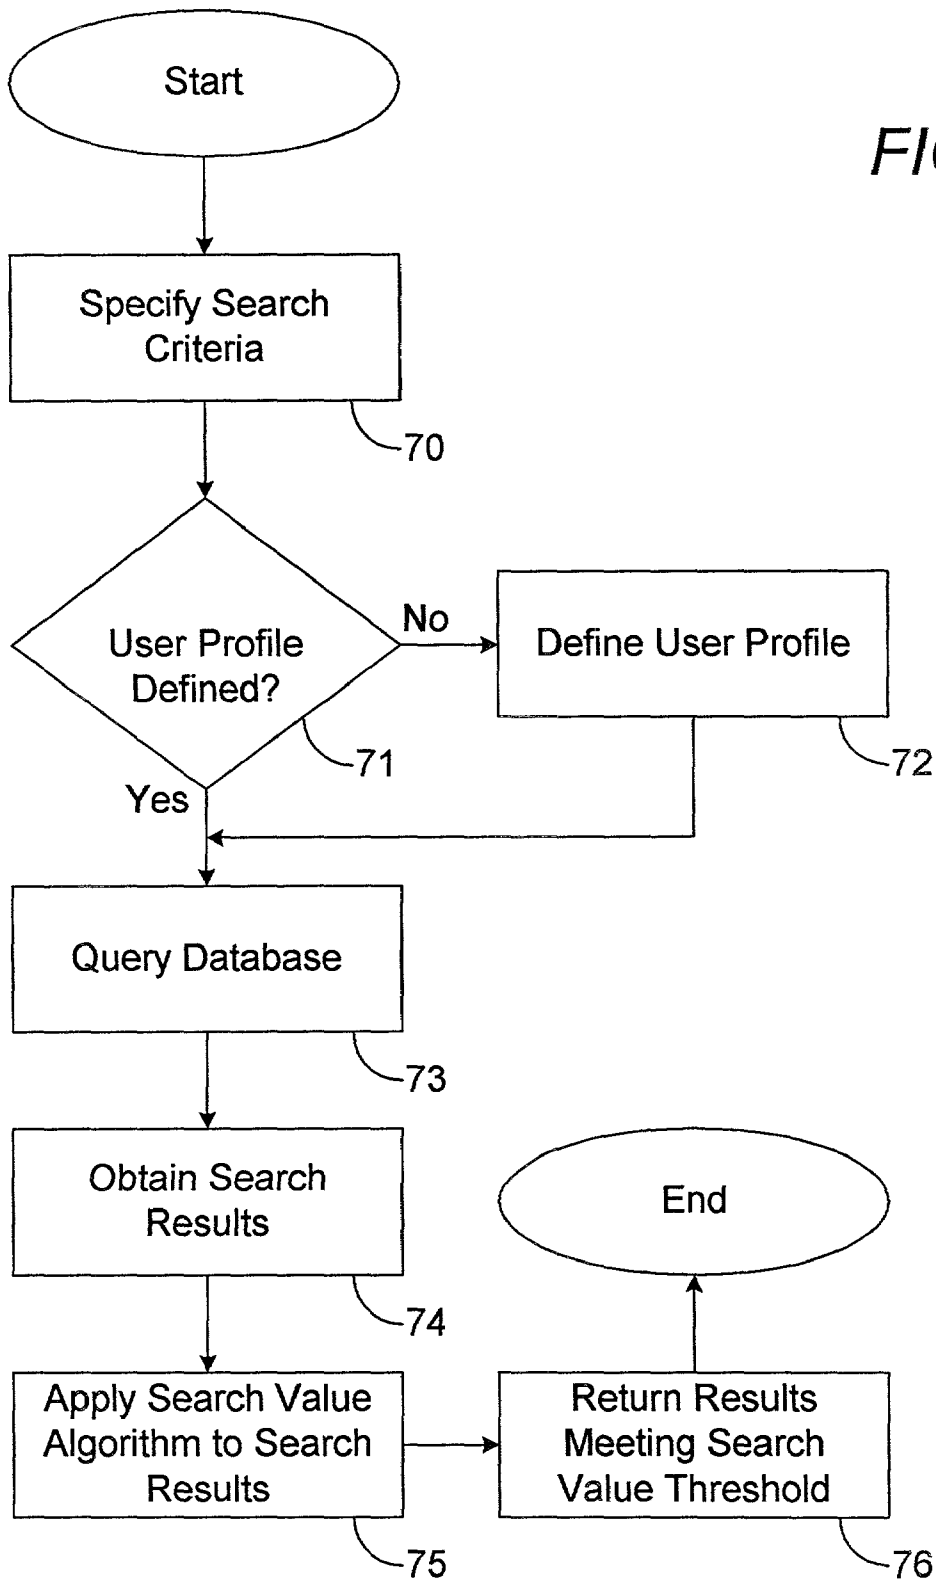 Start
Specify Search
Criteria
70
User Profile
Defined?
71
No
Define User Profile
72
Yes
Query Database
73
Obtain Search
Results
74
Apply Search Value
Algorithm to Search
Results
75
Return Results
Meeting Search
Value Threshold
76
End